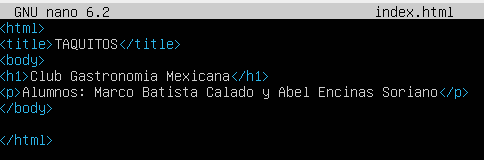 GNU nano 6.2 index.html
<html>
<title>TAQUITOS</title>
<body>
<h1>Club Gastronomia Mexicana</h1>
<p>Alumnos: Marco Batista Calado y Abel Encinas Soriano</p>
</body>
</html>